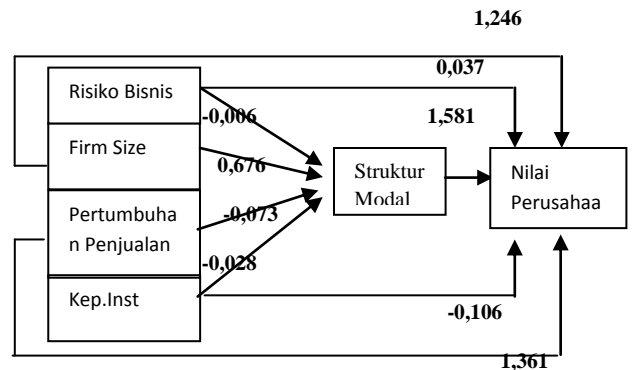 1,246
0,037
Risiko Bisnis
-0,006
1,581
Firm Size
0,676
Struktur
Modal
Nilai
Perusahaa
Pertumbuha
n Penjualan
-0,073
-0,028
Kep.Inst
-0,106
1,361